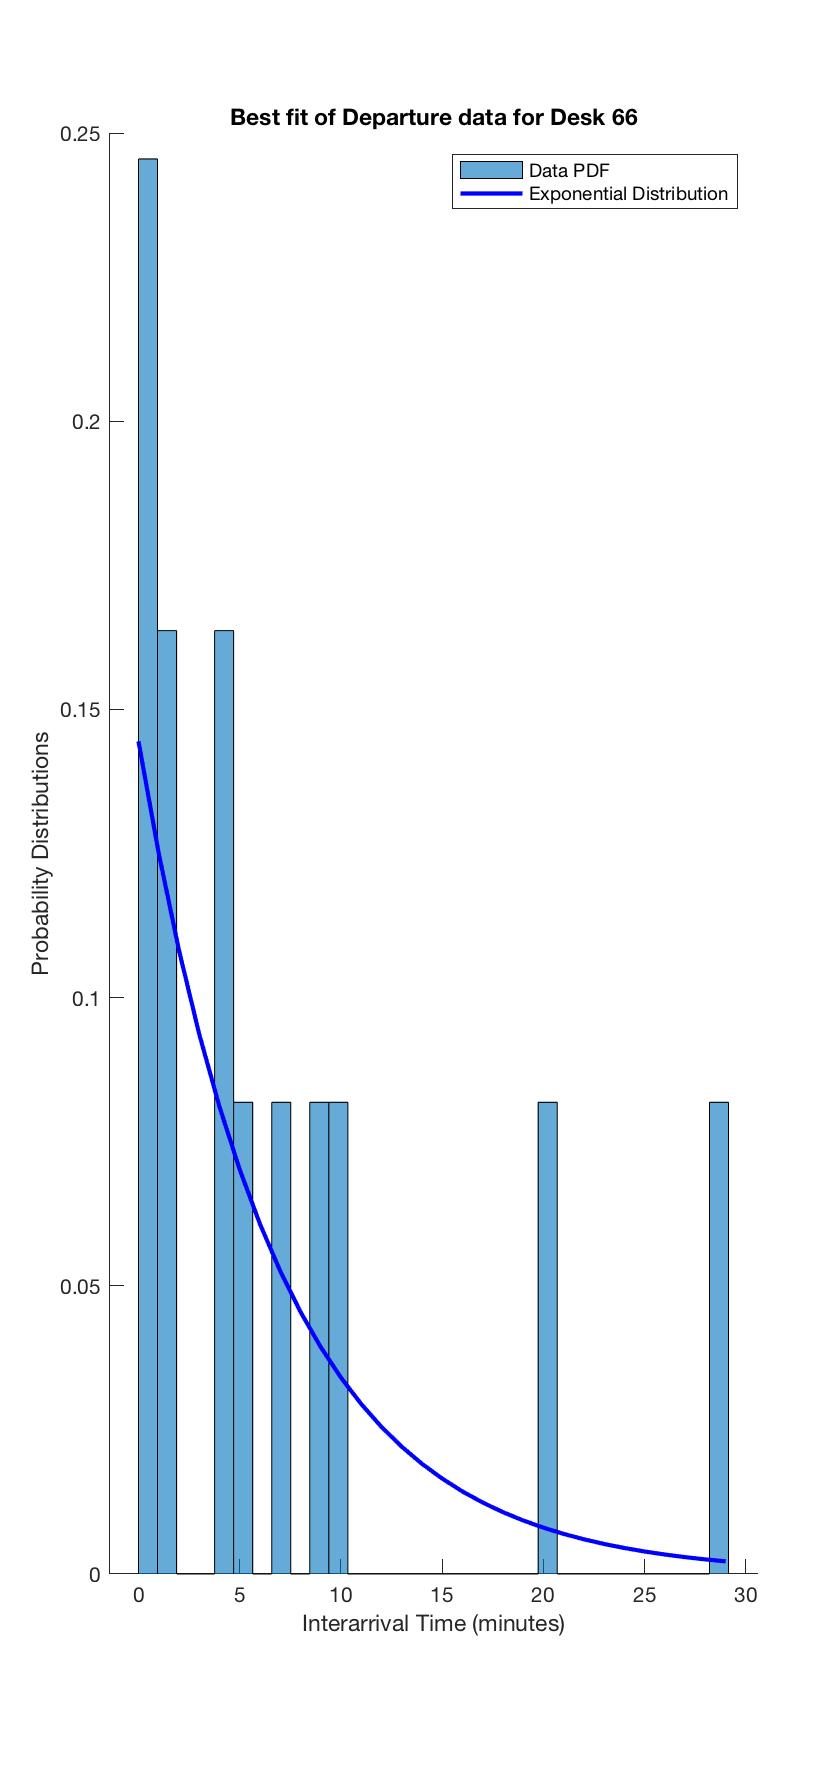 Best fit of Departure data for Desk 66
Data PDF
Exponential Distribution
0.25
0.2
0.15
0.1
0.05
0
Probability Distributions
0 5 10 15 20 25 30
Interarrival Time (minutes)